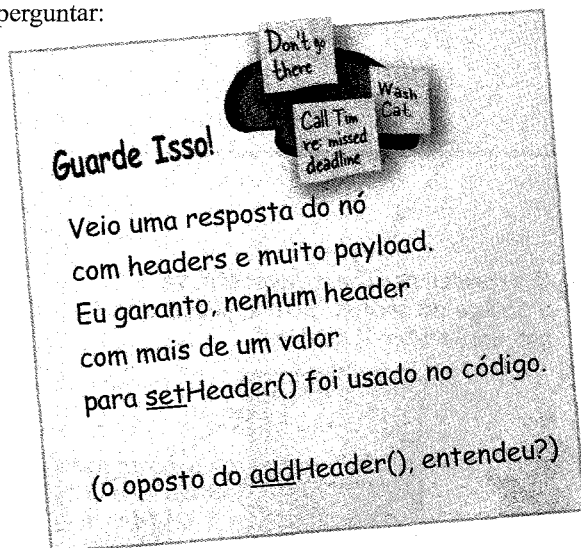 perguntar:
Don't go
there
Wash
Cat
Call Tim
re: missed
deadline
Guarde Isso!
Veio uma resposta do nó
com headers e muito payload.
Eu garanto, nenhum header
com mais de um valor
para setHeader() foi usado no código.
(o oposto do addHeader(), entendeu?)